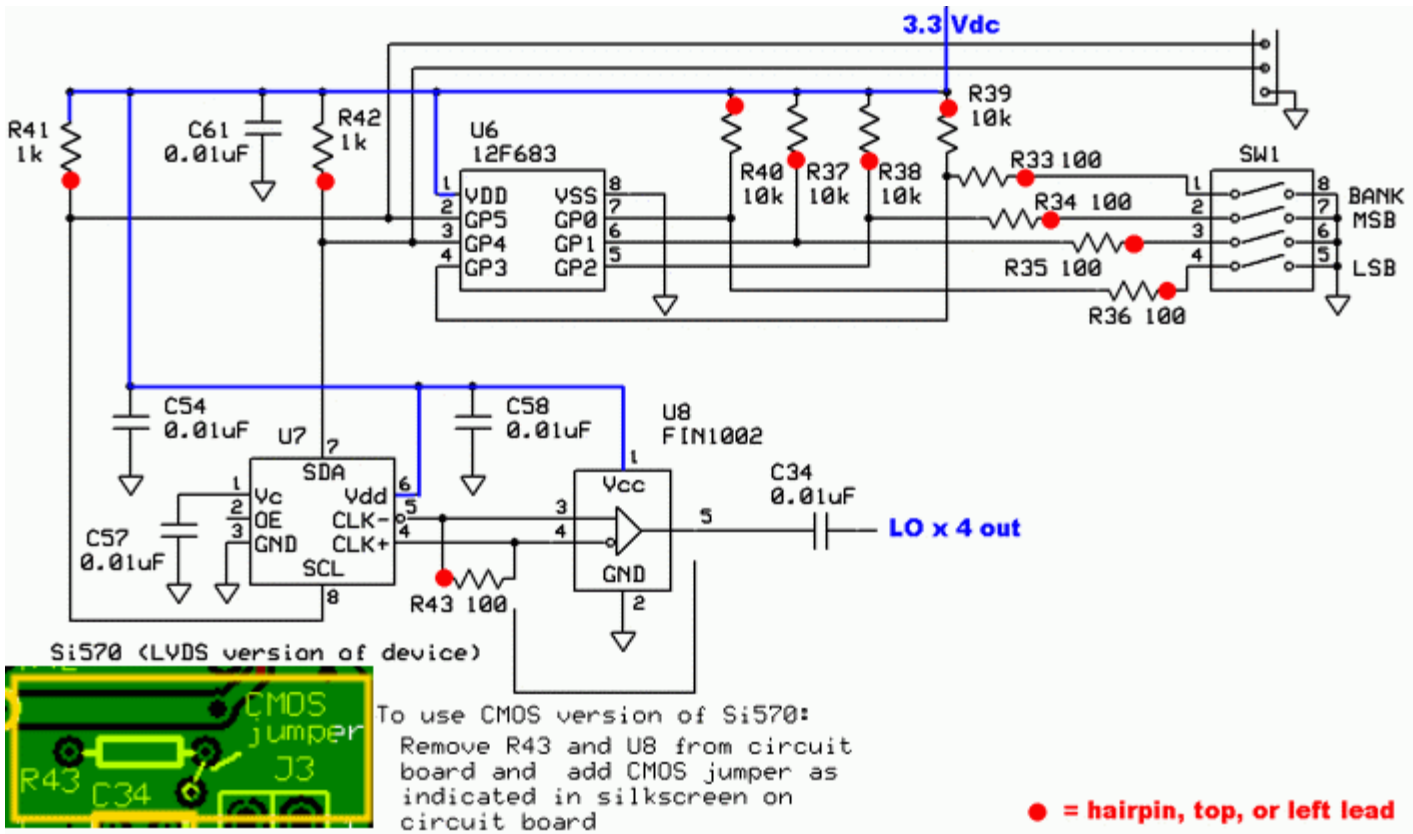 3.3 Vdc
R41
1k
C61
0.01uF
R42
1k
U6
12F683
1
2
3
4
VDD
GP5
GP4
GP3
VSS
GP0
GP1
GP2
8
7
6
5
R40
10k
R37
10k
R38
10k
R39
10k
R33 100
R34 100
R35 100
R36 100
SW1
1
2
3
4
8
7
6
5
BANK
MSB
LSB
C54
0.01uF
C58
0.01uF
U8
FIN1002
U7
7
SDA
1
2
3
Vc
OE
GND
Vdd
CLK-
CLK+
6
5
4
SCL
8
C57
0.01uF
R43 100
1
Vcc
3
4
5
GND
2
C34
0.01uF
LO x 4 out
Si570 (LVDS version of device)
CMOS
jumper
R43
C34
J3
To use CMOS version of Si570:
Remove R43 and U8 from circuit
board and add CMOS jumper as
indicated in silkscreen on
circuit board
= hairpin, top, or left lead